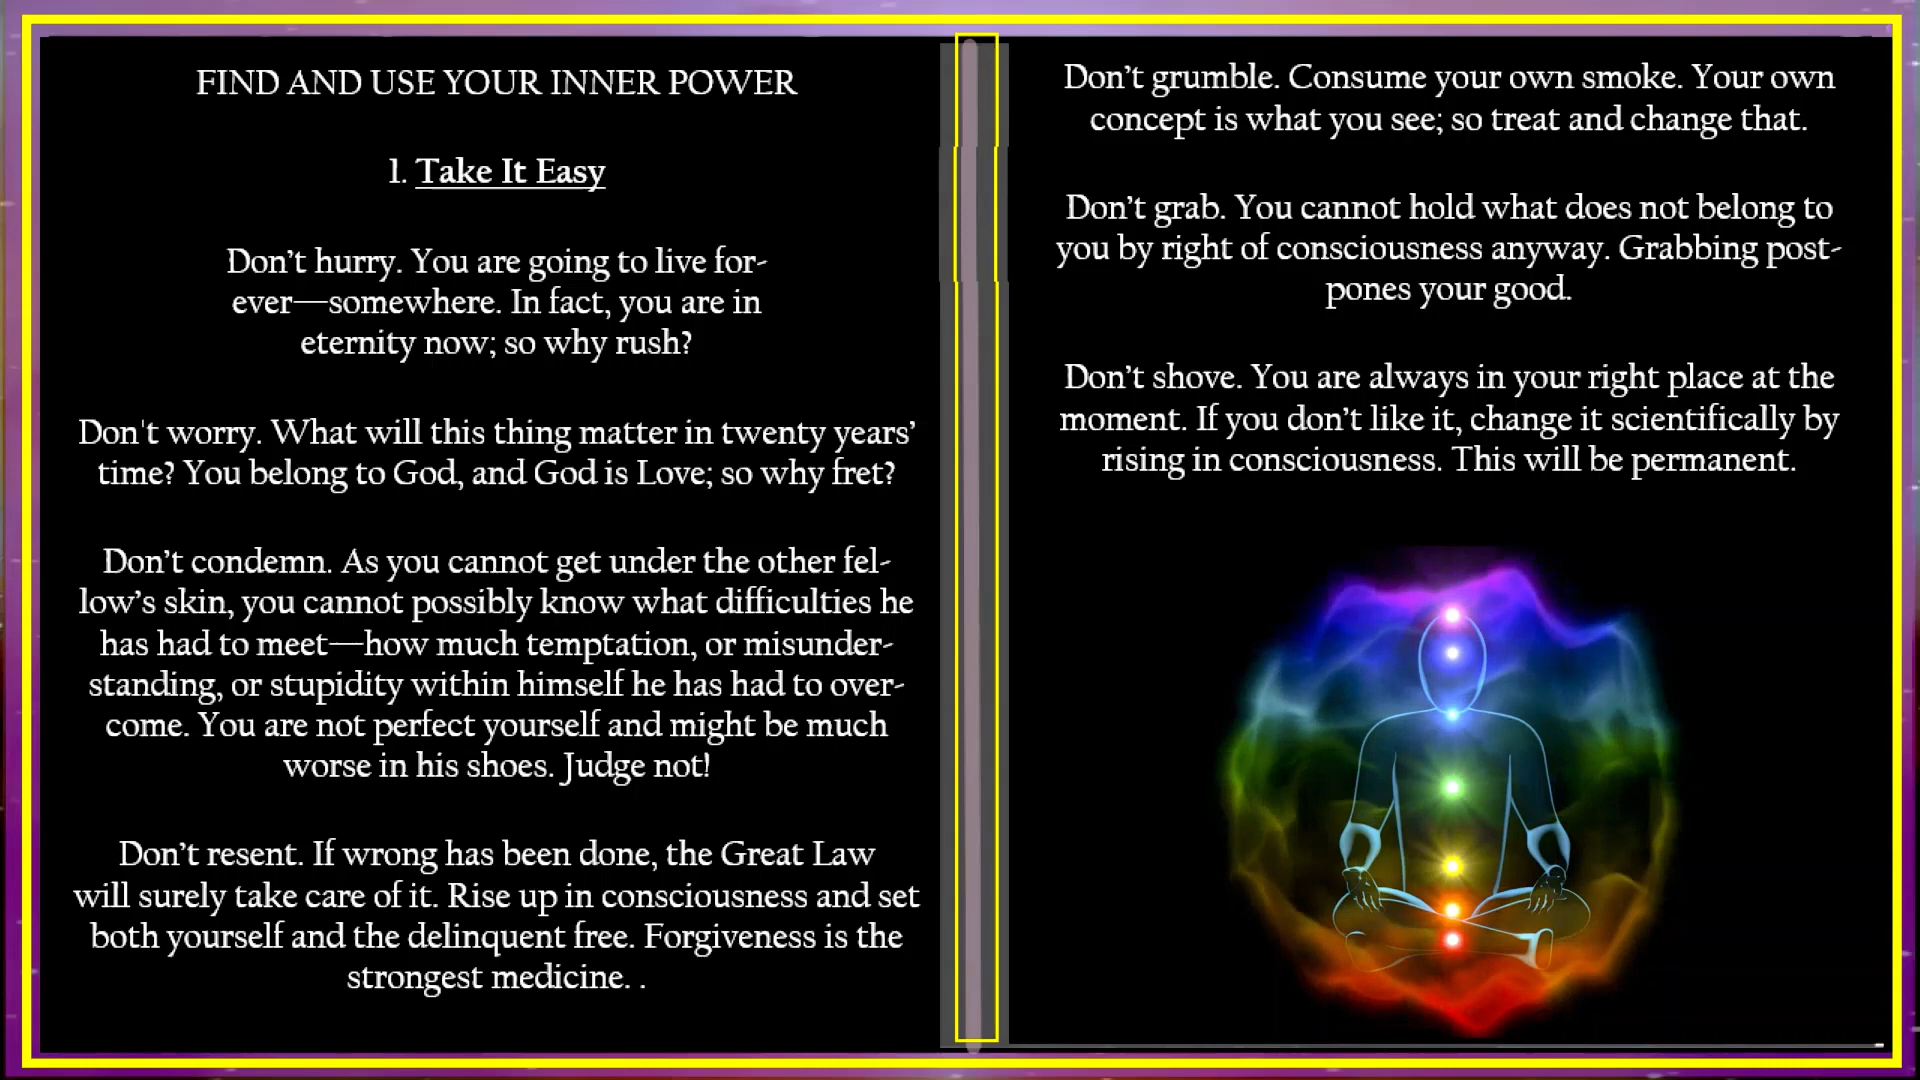 FIND AND USE YOUR INNER POWER
1. Take It Easy
Don't hurry. You are going to live for-
ever—somewhere. In fact, you are in
eternity now; so why rush?
Don't worry. What will this thing matter in twenty years'
time? You belong to God, and God is Love; so why fret?
Don't condemn. As you cannot get under the other fel-
low's skin, you cannot possibly know what difficulties he
has had to meet—how much temptation, or misunder-
standing, or stupidity within himself he has had to over-
come. You are not perfect yourself and might be much
worse in his shoes. Judge not!
Don't resent. If wrong has been done, the Great Law
will surely take care of it. Rise up in consciousness and set
both yourself and the delinquent free. Forgiveness is the
strongest medicine. .
Don't grumble. Consume your own smoke. Your own
concept is what you see; so treat and change that.
Don't grab. You cannot hold what does not belong to
you by right of consciousness anyway. Grabbing post-
pones your good.
Don't shove. You are always in your right place at the
moment. If you don't like it, change it scientifically by
rising in consciousness. This will be permanent.